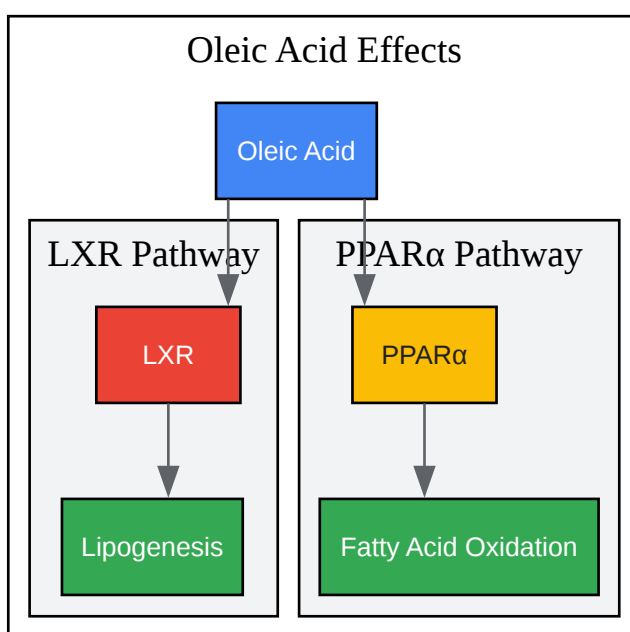 Oleic Acid Effects
Oleic Acid
LXR Pathway
PPARα Pathway
LXR
PPARα
Lipogenesis
Fatty Acid Oxidation